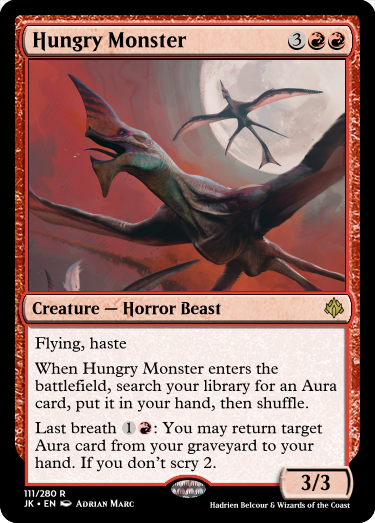 Hungry Monster 3
Creature — Horror Beast
Flying, haste
When Hungry Monster enters the
battlefield, search your library for an Aura
card, put it in your hand, then shuffle.
Last breath 1 : You may return target
Aura card from your graveyard to your
hand. If you don't scry 2.
3/3
111/280 R
JK • EN Adrian Marc
Hadrien Belcour & Wizards of the Coast